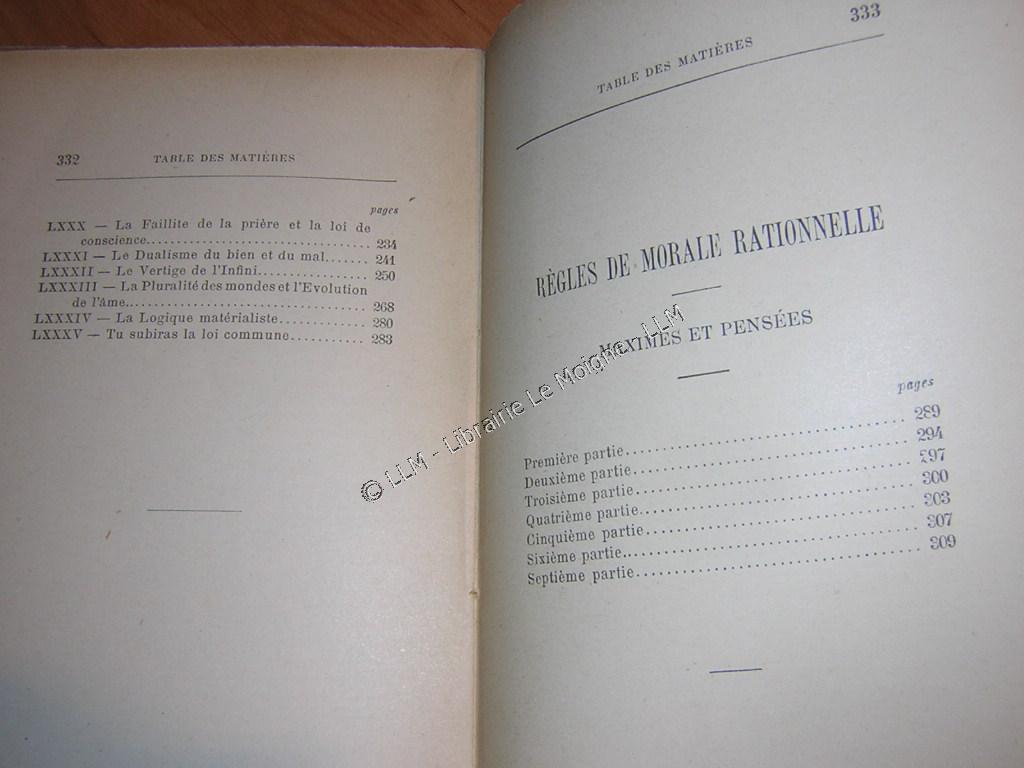 332 TABLE DES MATIÈRES
pages
LXXX — La Faillite de la prière et la loi de
conscience........................................ 234
LXXXI — Le Dualisme du bien et du mal....... 241
LXXXII — Le Vertige de l'Infini.................. 250
LXXXIII — La Pluralité des mondes et l'Evolution
de l'âme........................................ 268
LXXXIV — La Logique matérialiste.............. 280
LXXXV — Tu subiras la loi commune........... 283
333
TABLE DES MATIÈRES
RÈGLES DE MORALE RATIONNELLE
MAXIMES ET PENSÉES
pages
Première partie........................................ 289
Deuxième partie........................................ 294
Troisième partie........................................ 297
Quatrième partie........................................ 300
Cinquième partie........................................ 303
Sixième partie........................................ 307
Septième partie........................................ 309
© LLM - Librairie Le Moigne - LLM